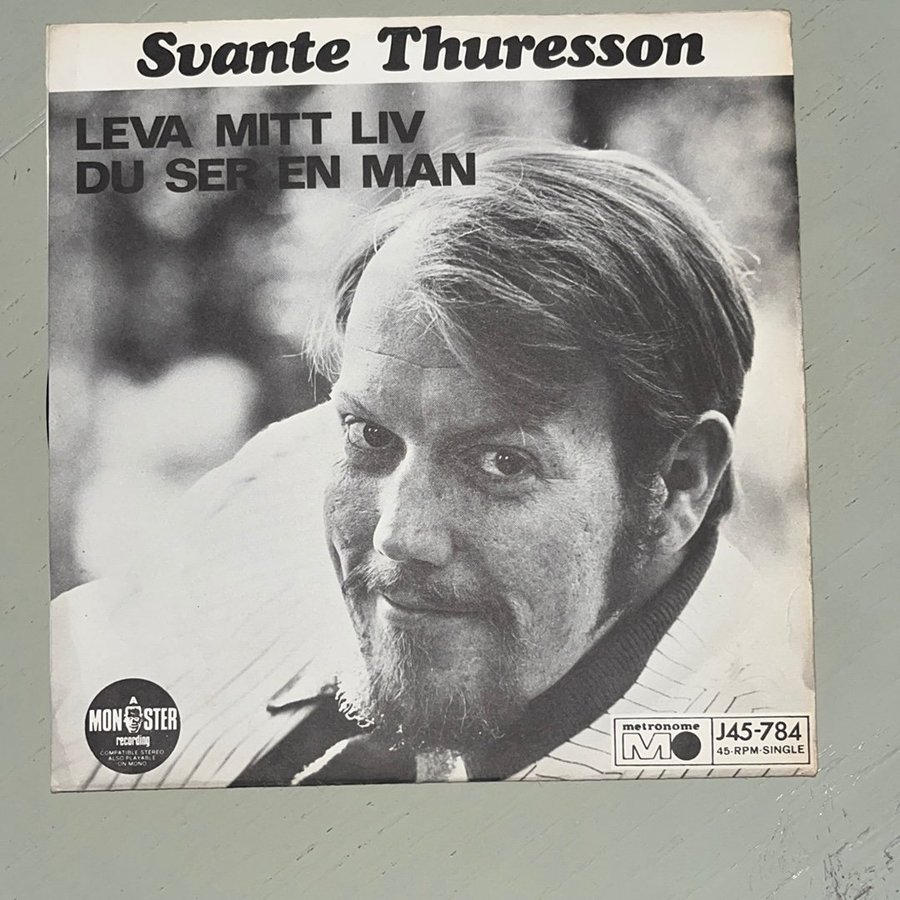 Svante Thuresson
LEVA MITT LIV
DU SER EN MAN
A
MONSTER
recording
COMPATIBLE STEREO
ALSO PLAYABLE
ON MONO
metronome
M
J45-784
45-RPM-SINGLE